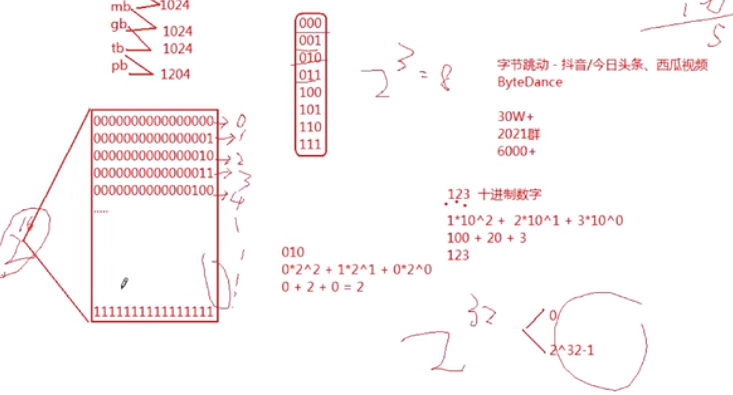 mb
1024
gb
1024
tb
1024
pb
1204
000
001
010
011
100
101
110
111
2^3 = 8
5
字节跳动 - 抖音/今日头条、西瓜视频
ByteDance
30W+
2021群
6000+
0000000000000000 0
0000000000000001 1
0000000000000010 2
0000000000000011 3
0000000000000100 4
.....
1111111111111111
2^16
010
0*2^2 + 1*2^1 + 0*2^0
0 + 2 + 0 = 2
123 十进制数字
1*10^2 + 2*10^1 + 3*10^0
100 + 20 + 3
123
2^32
0
2^32-1